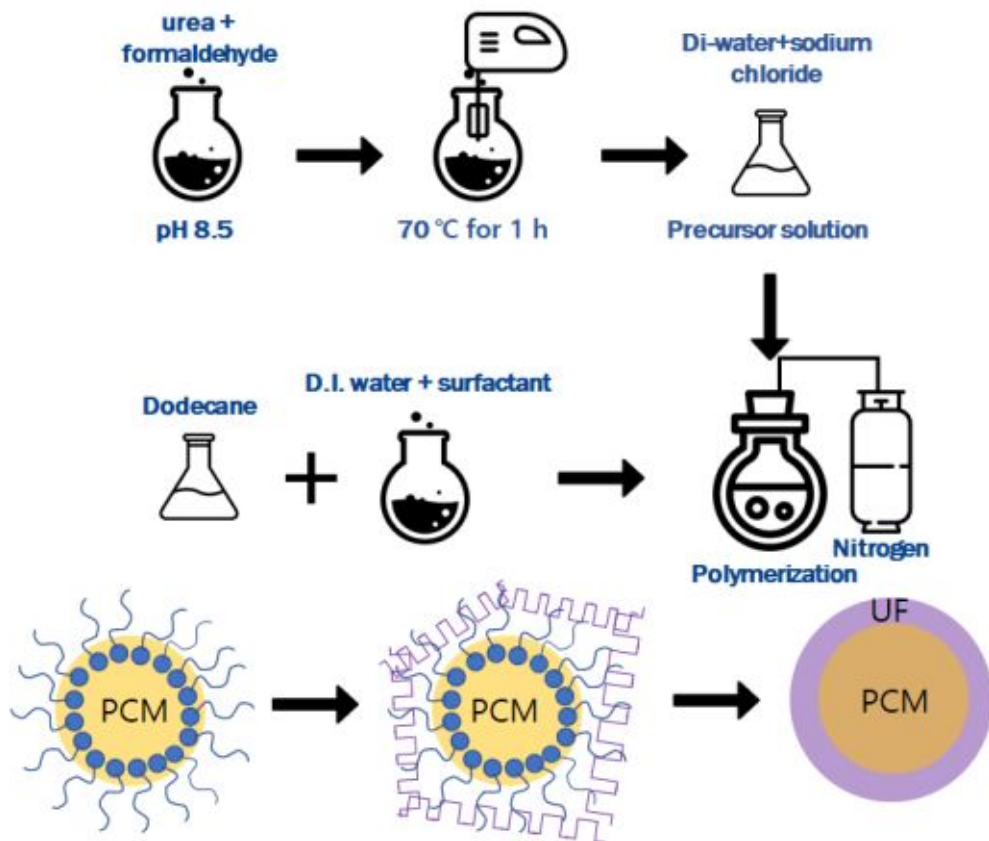 urea +
formaldehyde
Di-water+sodium
chloride
pH 8.5
70 °C for 1 h
Precursor solution
Dodecane
D.I. water + surfactant
Nitrogen
Polymerization
PCM
PCM
UF
PCM